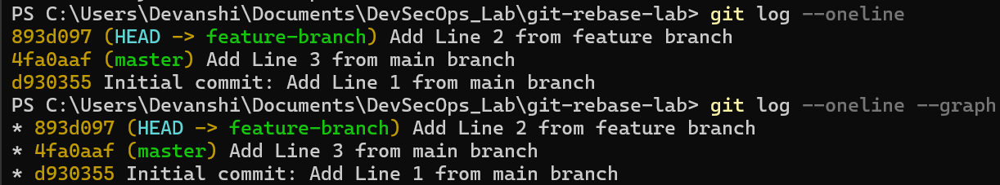 PS C:\Users\Devanshi\Documents\DevSecOps_Lab\git-rebase-lab> git log --oneline
893d097 (HEAD -> feature-branch) Add Line 2 from feature branch
4fa0aaf (master) Add Line 3 from main branch
d930355 Initial commit: Add Line 1 from main branch
PS C:\Users\Devanshi\Documents\DevSecOps_Lab\git-rebase-lab> git log --oneline --graph
* 893d097 (HEAD -> feature-branch) Add Line 2 from feature branch
* 4fa0aaf (master) Add Line 3 from main branch
* d930355 Initial commit: Add Line 1 from main branch